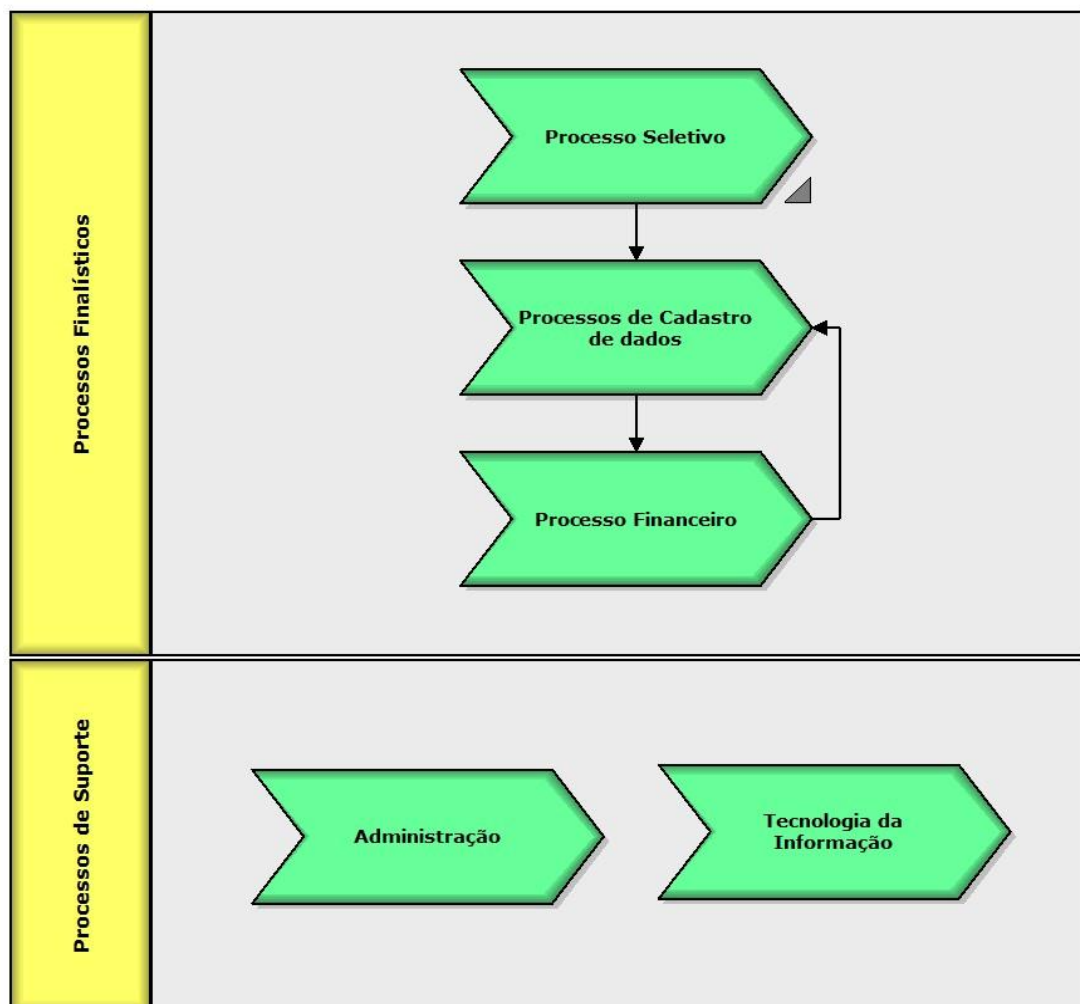 Processos Finalísticos
Processo Seletivo
Processos de Cadastro
de dados
Processo Financeiro
Processos de Suporte
Administração
Tecnologia da
Informação